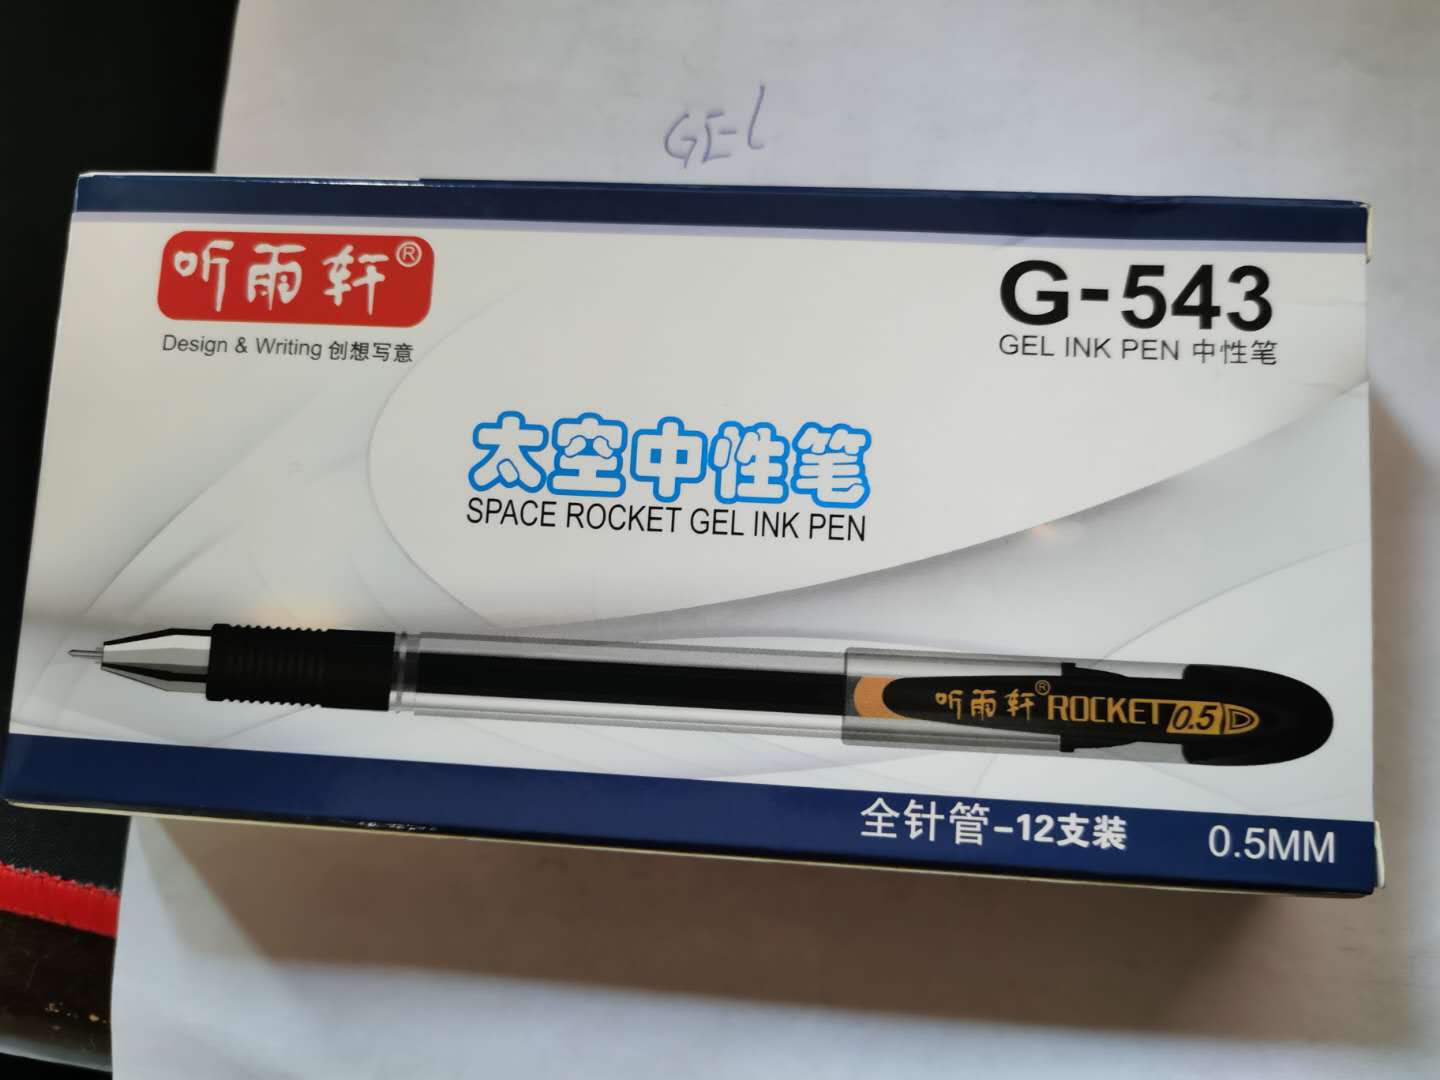 GEl
听雨轩®
Design & Writing 创想写意
G-543
GEL INK PEN 中性笔
太空中性笔
SPACE ROCKET GEL INK PEN
听雨轩® ROCKET 0.5
全针管-12支装 0.5MM